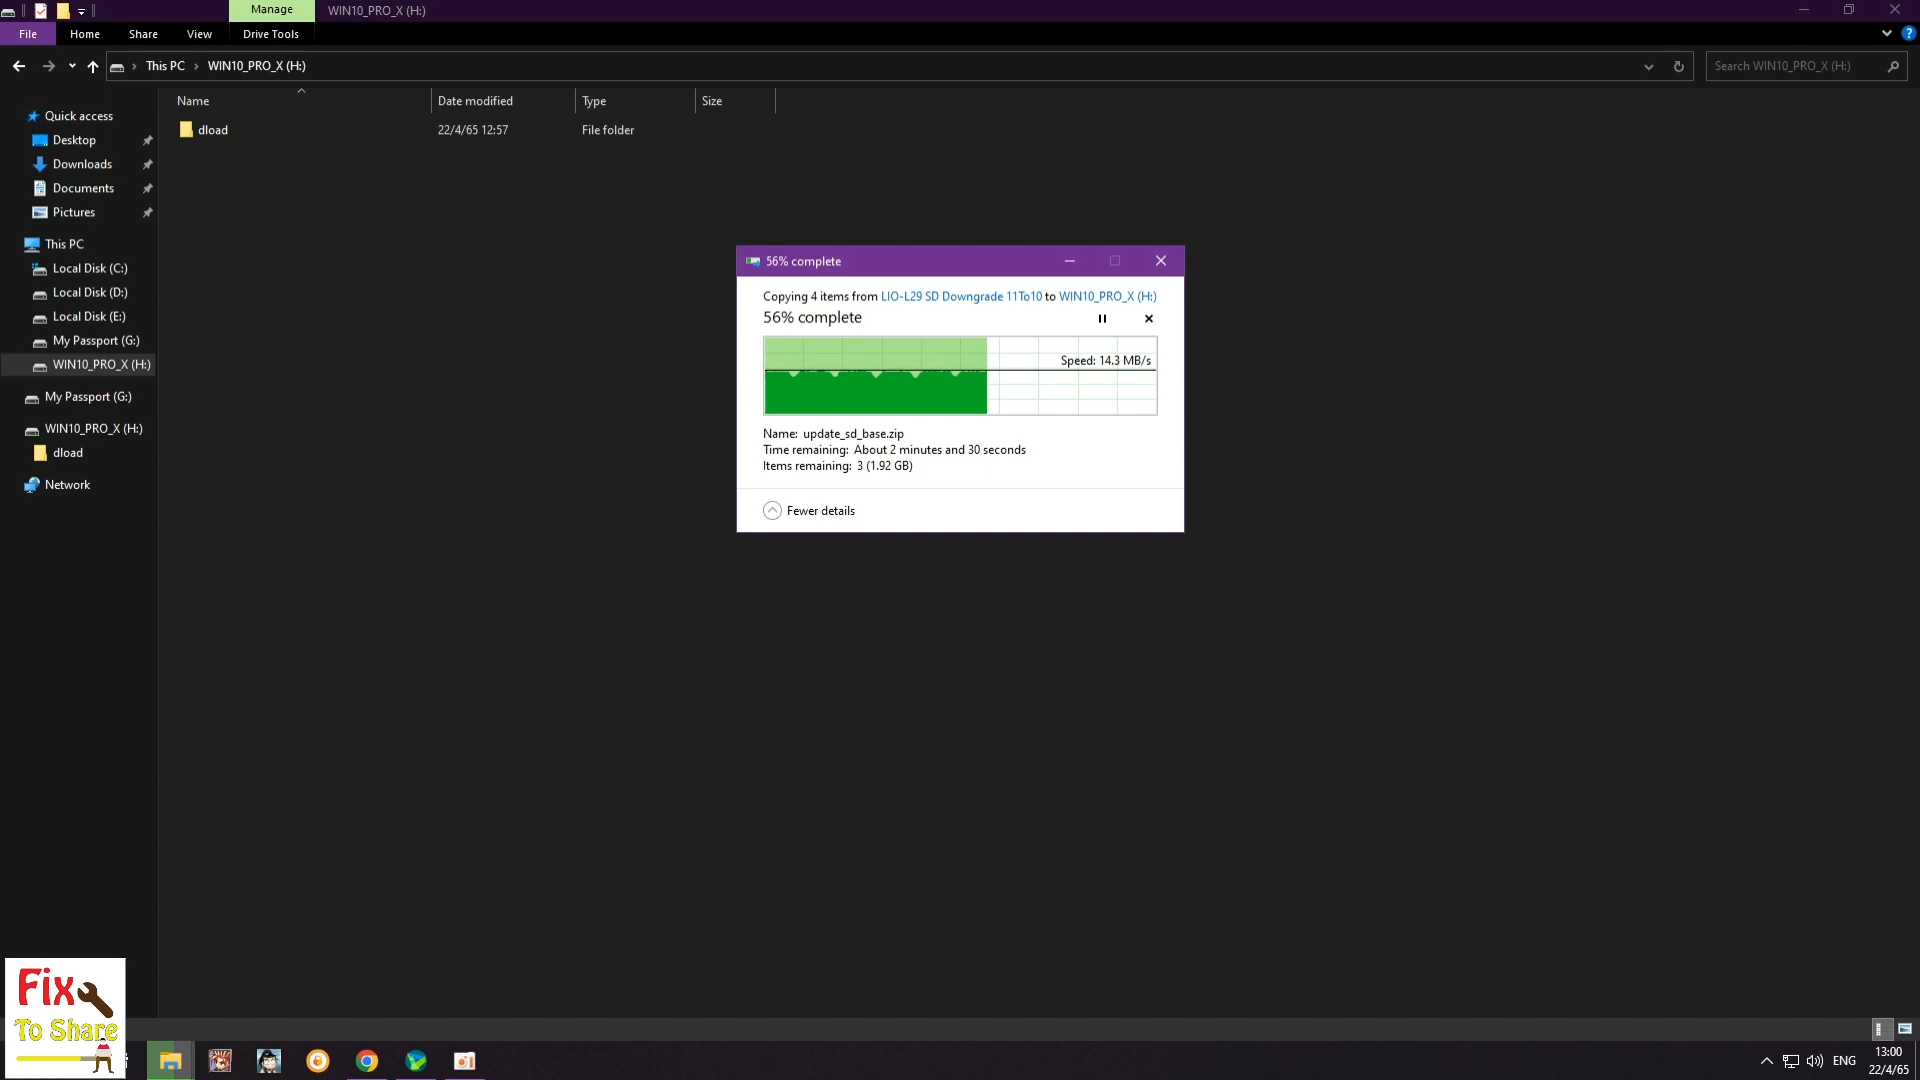 Manage
WIN10_PRO_X (H:)
File
Home
Share
View
Drive Tools
This PC
WIN10_PRO_X (H:)
Search WIN10_PRO_X (H:)
Name
Date modified
Type
Size
dload
22/4/65 12:57
File folder
Quick access
Desktop
Downloads
Documents
Pictures
This PC
Local Disk (C:)
Local Disk (D:)
Local Disk (E:)
My Passport (G:)
WIN10_PRO_X (H:)
My Passport (G:)
WIN10_PRO_X (H:)
dload
Network
56% complete
Copying 4 items from LIO-L29 SD Downgrade 11To10 to WIN10_PRO_X (H:)
56% complete
Speed: 14.3 MB/s
Name: update_sd_base.zip
Time remaining: About 2 minutes and 30 seconds
Items remaining: 3 (1.92 GB)
Fewer details
Fix
To Share
ENG
13:00
22/4/65